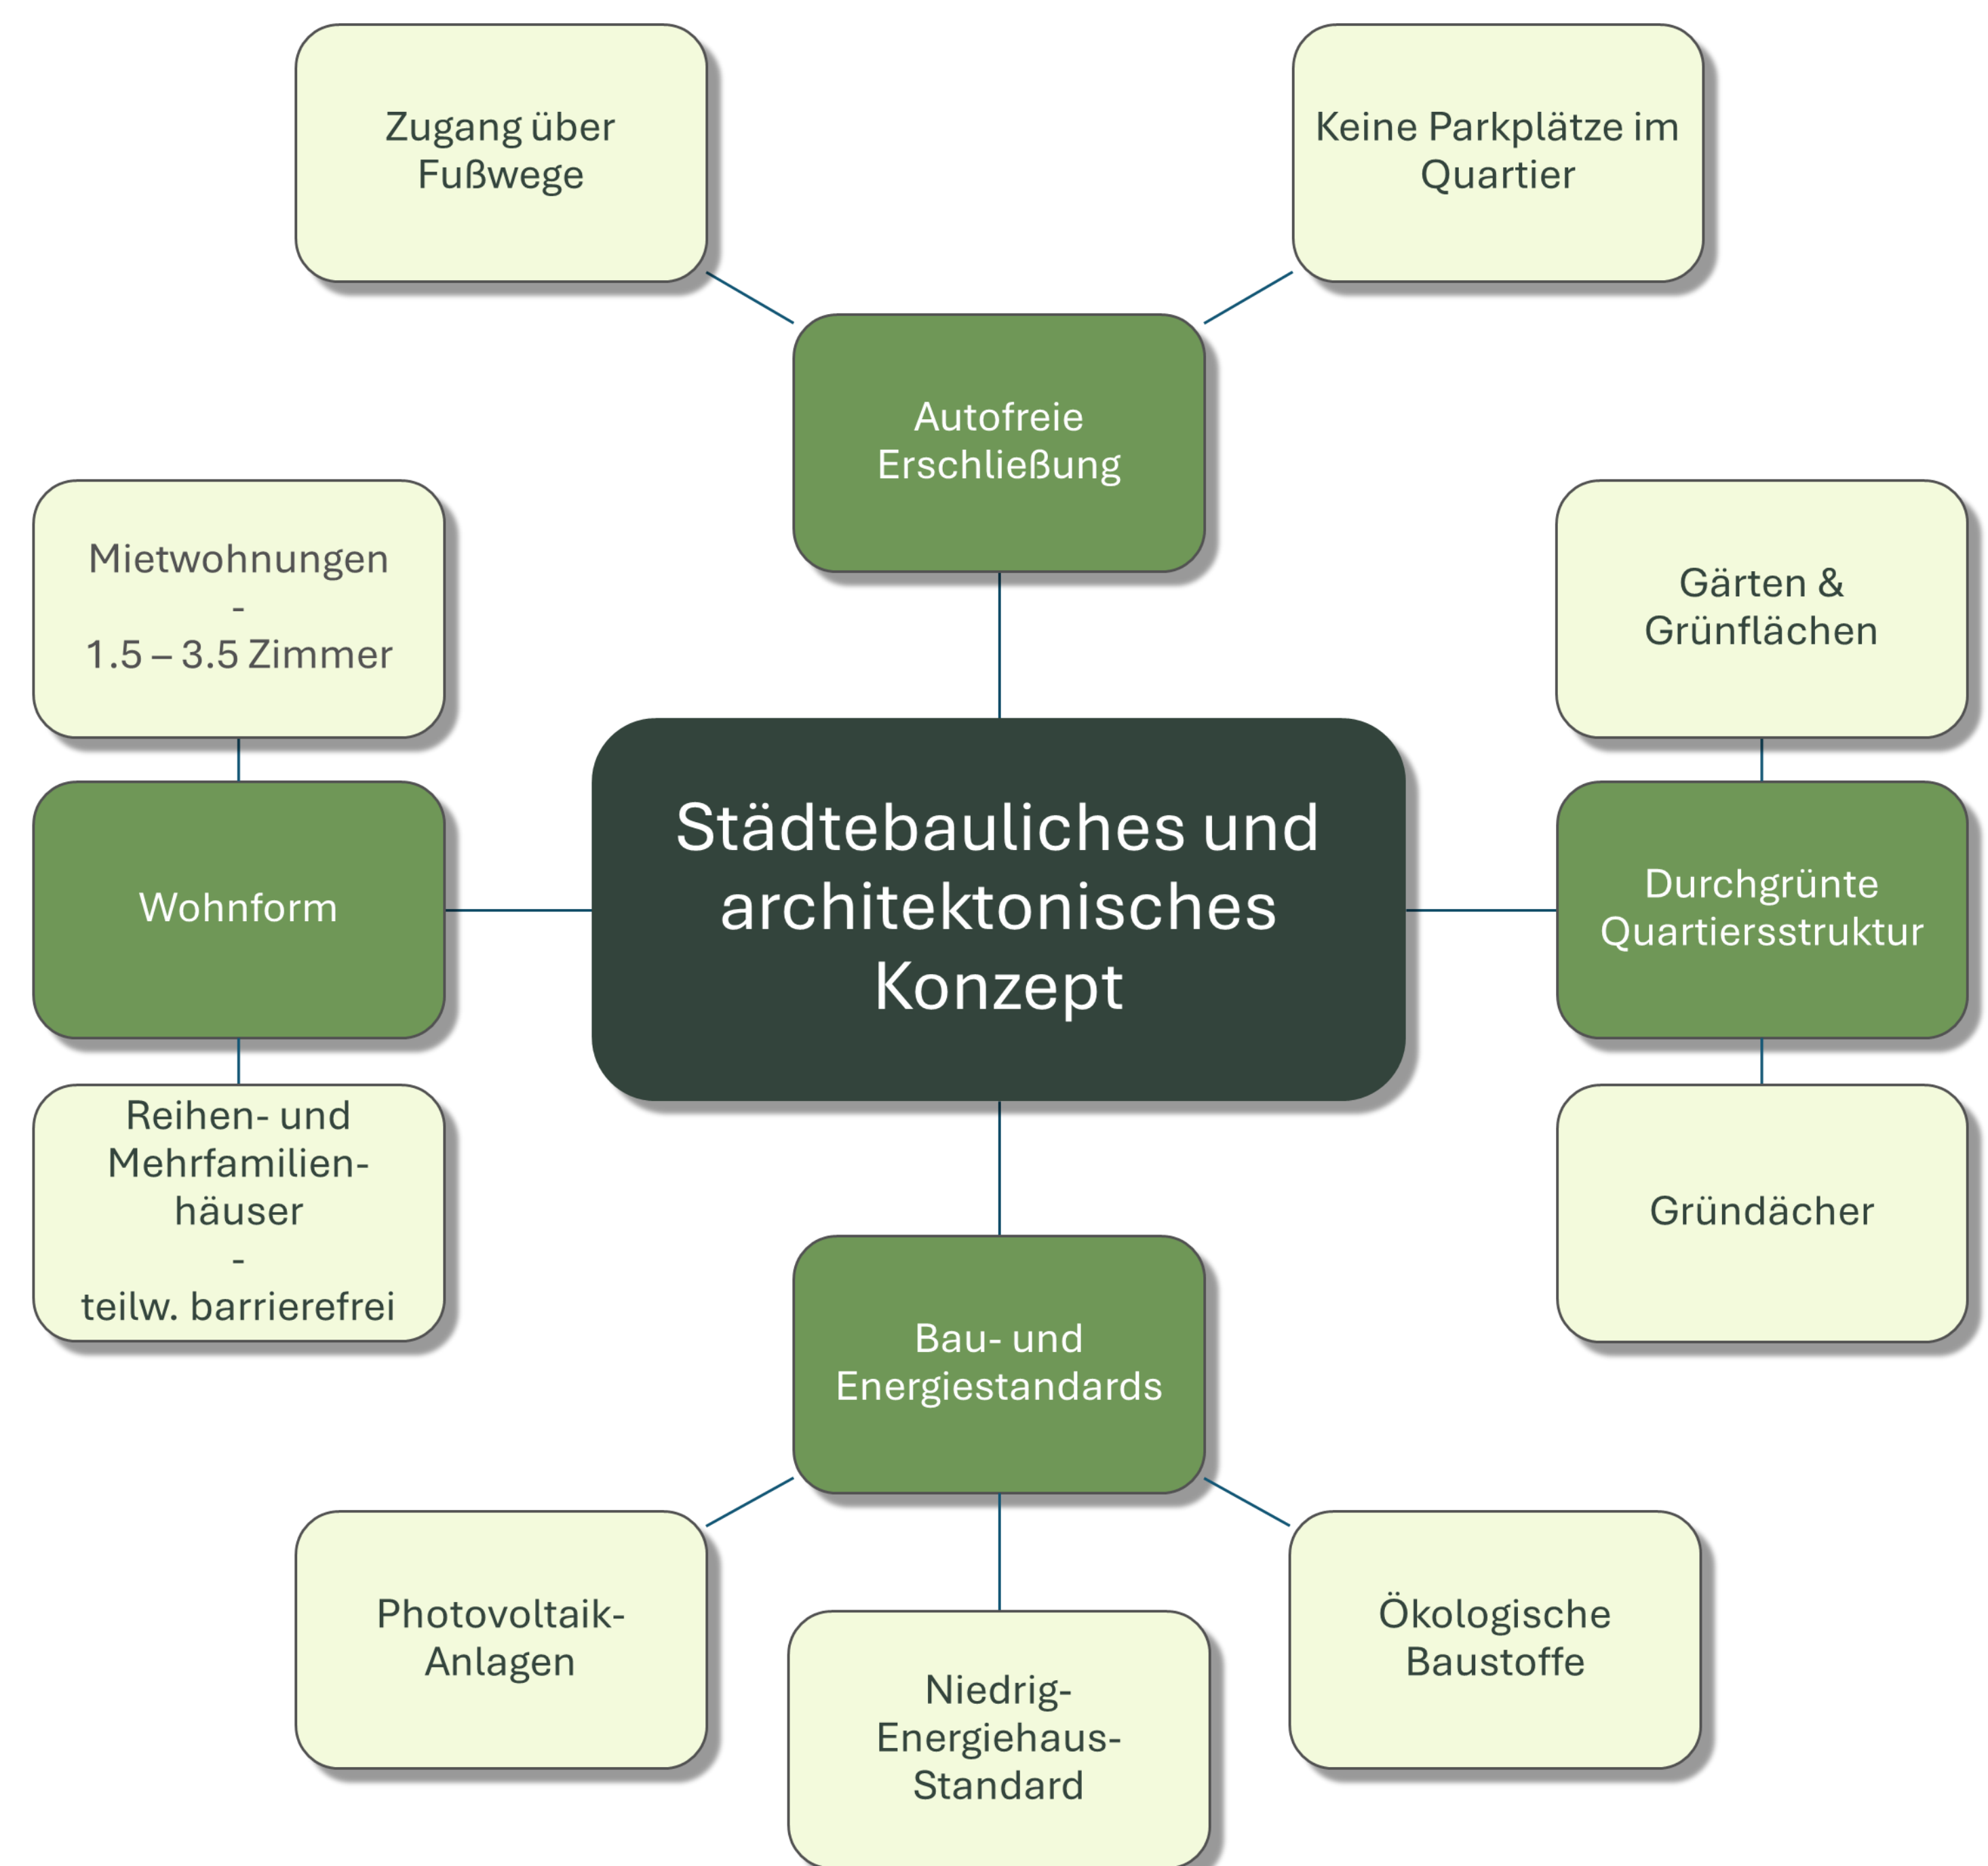 Zugang über
Fußwege
Keine Parkplätze im
Quartier
Autofreie
Erschließung
Mietwohnungen
-
1.5 – 3.5 Zimmer
Gärten &
Grünflächen
Wohnform
Städtebauliches und
architektonisches
Konzept
Durchgrünte
Quartiersstruktur
Reihen- und
Mehrfamilien-
häuser
-
teilw. barrierefrei
Gründächer
Bau- und
Energiestandards
Photovoltaik-
Anlagen
Niedrig-
Energiehaus-
Standard
Ökologische
Baustoffe